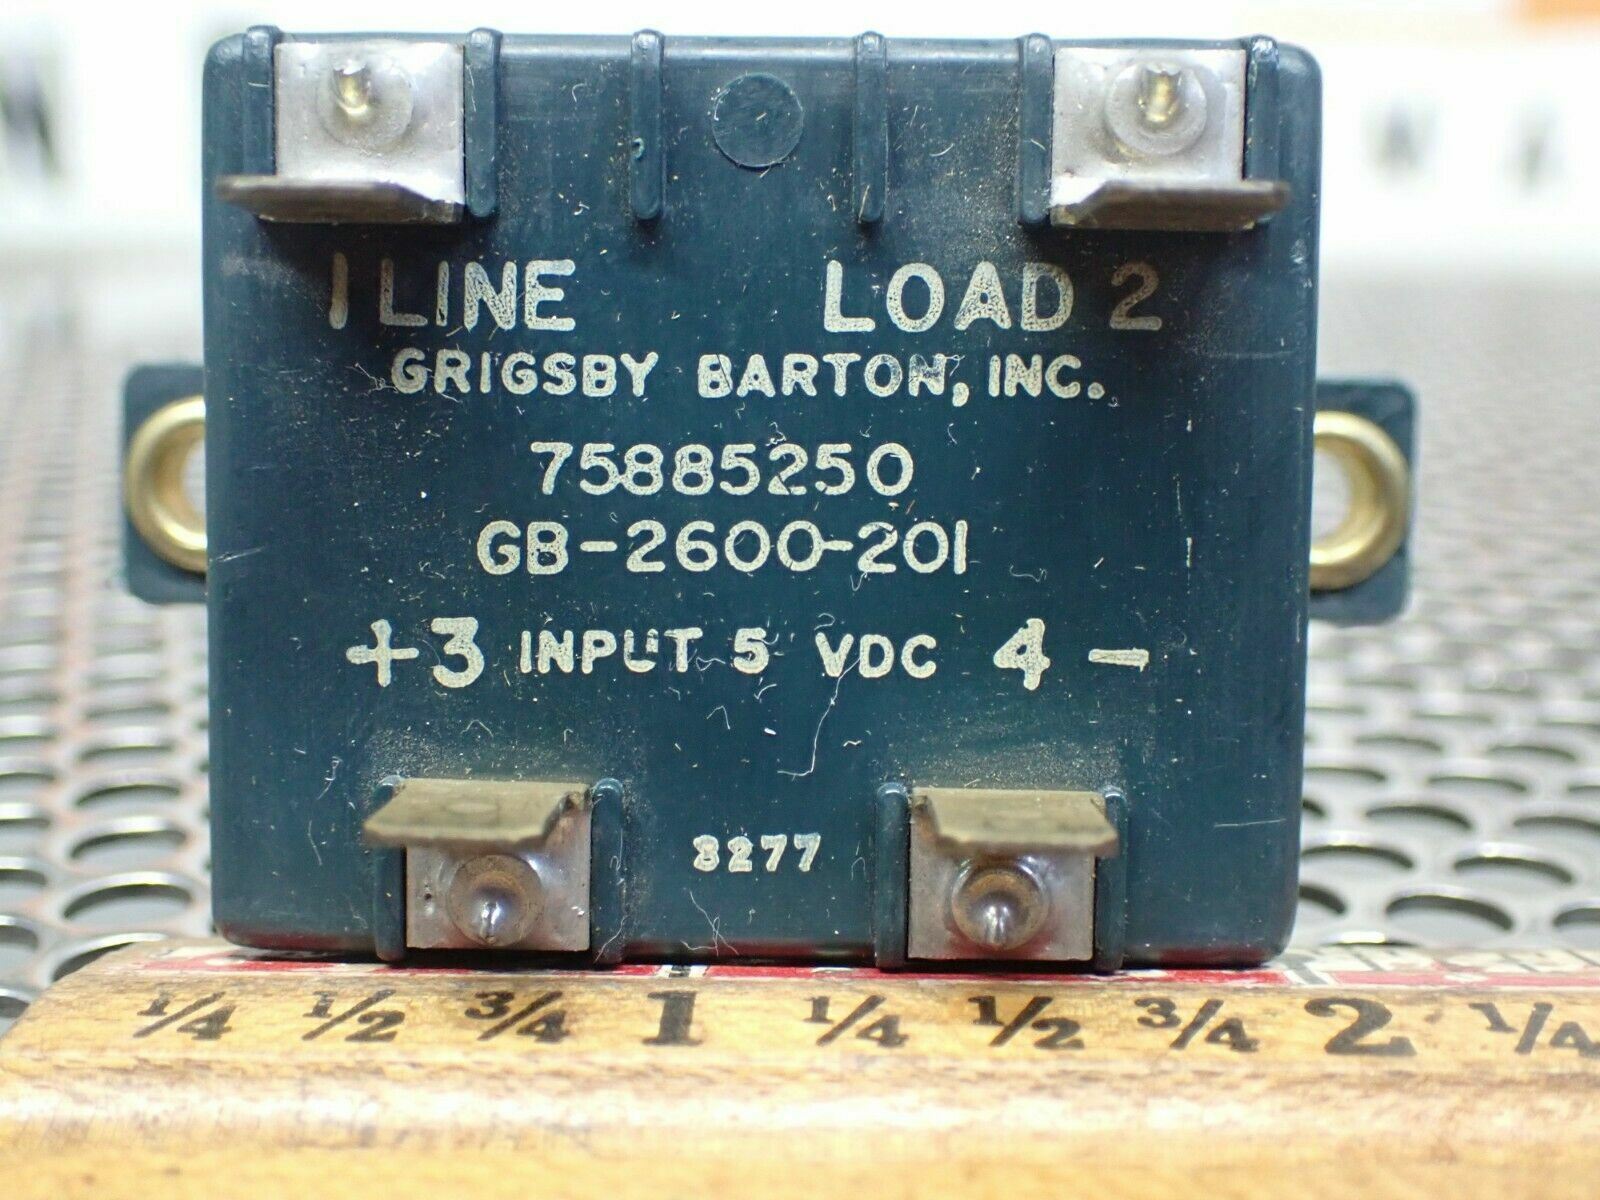 1 LINE LOAD 2
GRIGSBY BARTON, INC.
75885250
GB-2600-201
+3 INPUT 5 VDC 4 -
3277
1/4 1/2 3/4 1 1/4 1/2 3/4 2 1/4